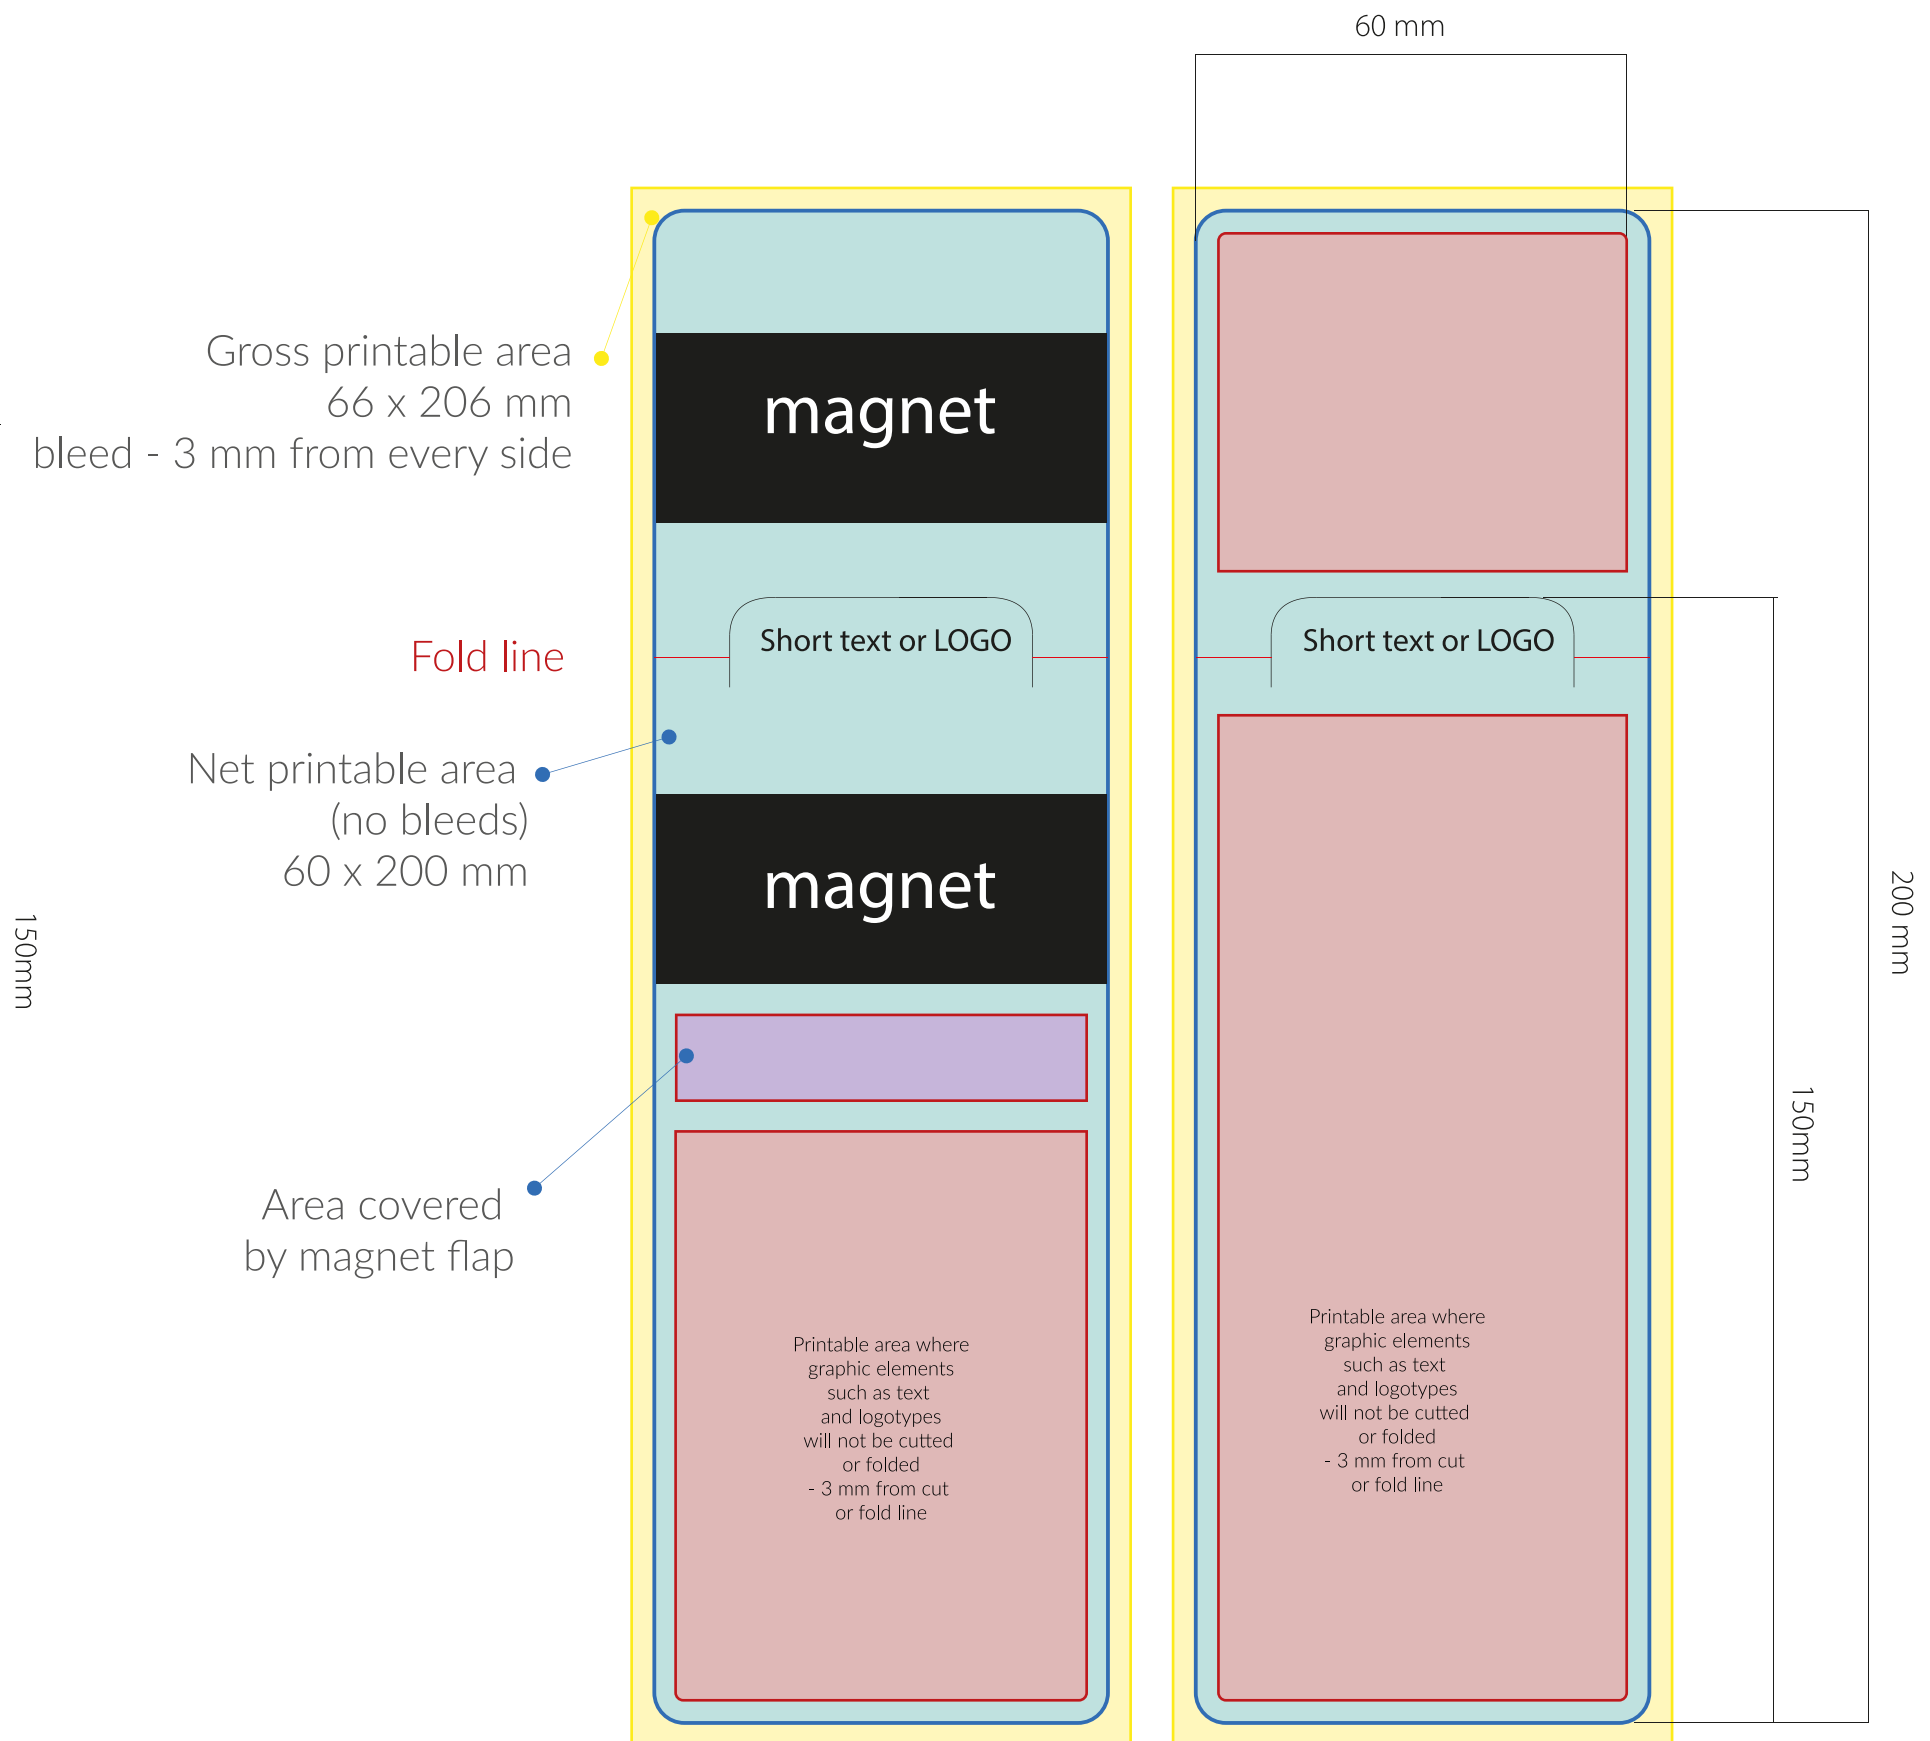 60 mm
Gross printable area
66 x 206 mm
bleed - 3 mm from every side
magnet
Fold line
Short text or LOGO
Short text or LOGO
Net printable area
(no bleeds)
60 x 200 mm
magnet
150mm
200 mm
150mm
Area covered
by magnet flap
Printable area where
graphic elements
such as text
and logotypes
will not be cutted
or folded
- 3 mm from cut
or fold line
Printable area where
graphic elements
such as text
and logotypes
will not be cutted
or folded
- 3 mm from cut
or fold line